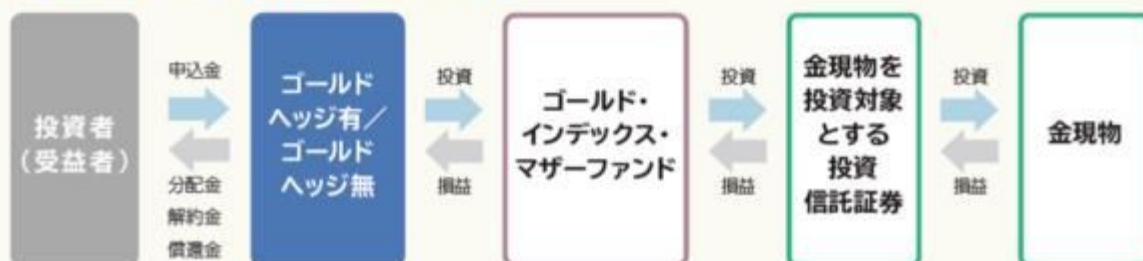 投資者
(受益者)
申込金
分配金
解約金
償還金
ゴールド
ヘッジ有／
ゴールド
ヘッジ無
投資
損益
ゴールド・
インデックス・
マザーファンド
投資
損益
金現物を
投資対象
とする
投資
信託証券
投資
損益
金現物